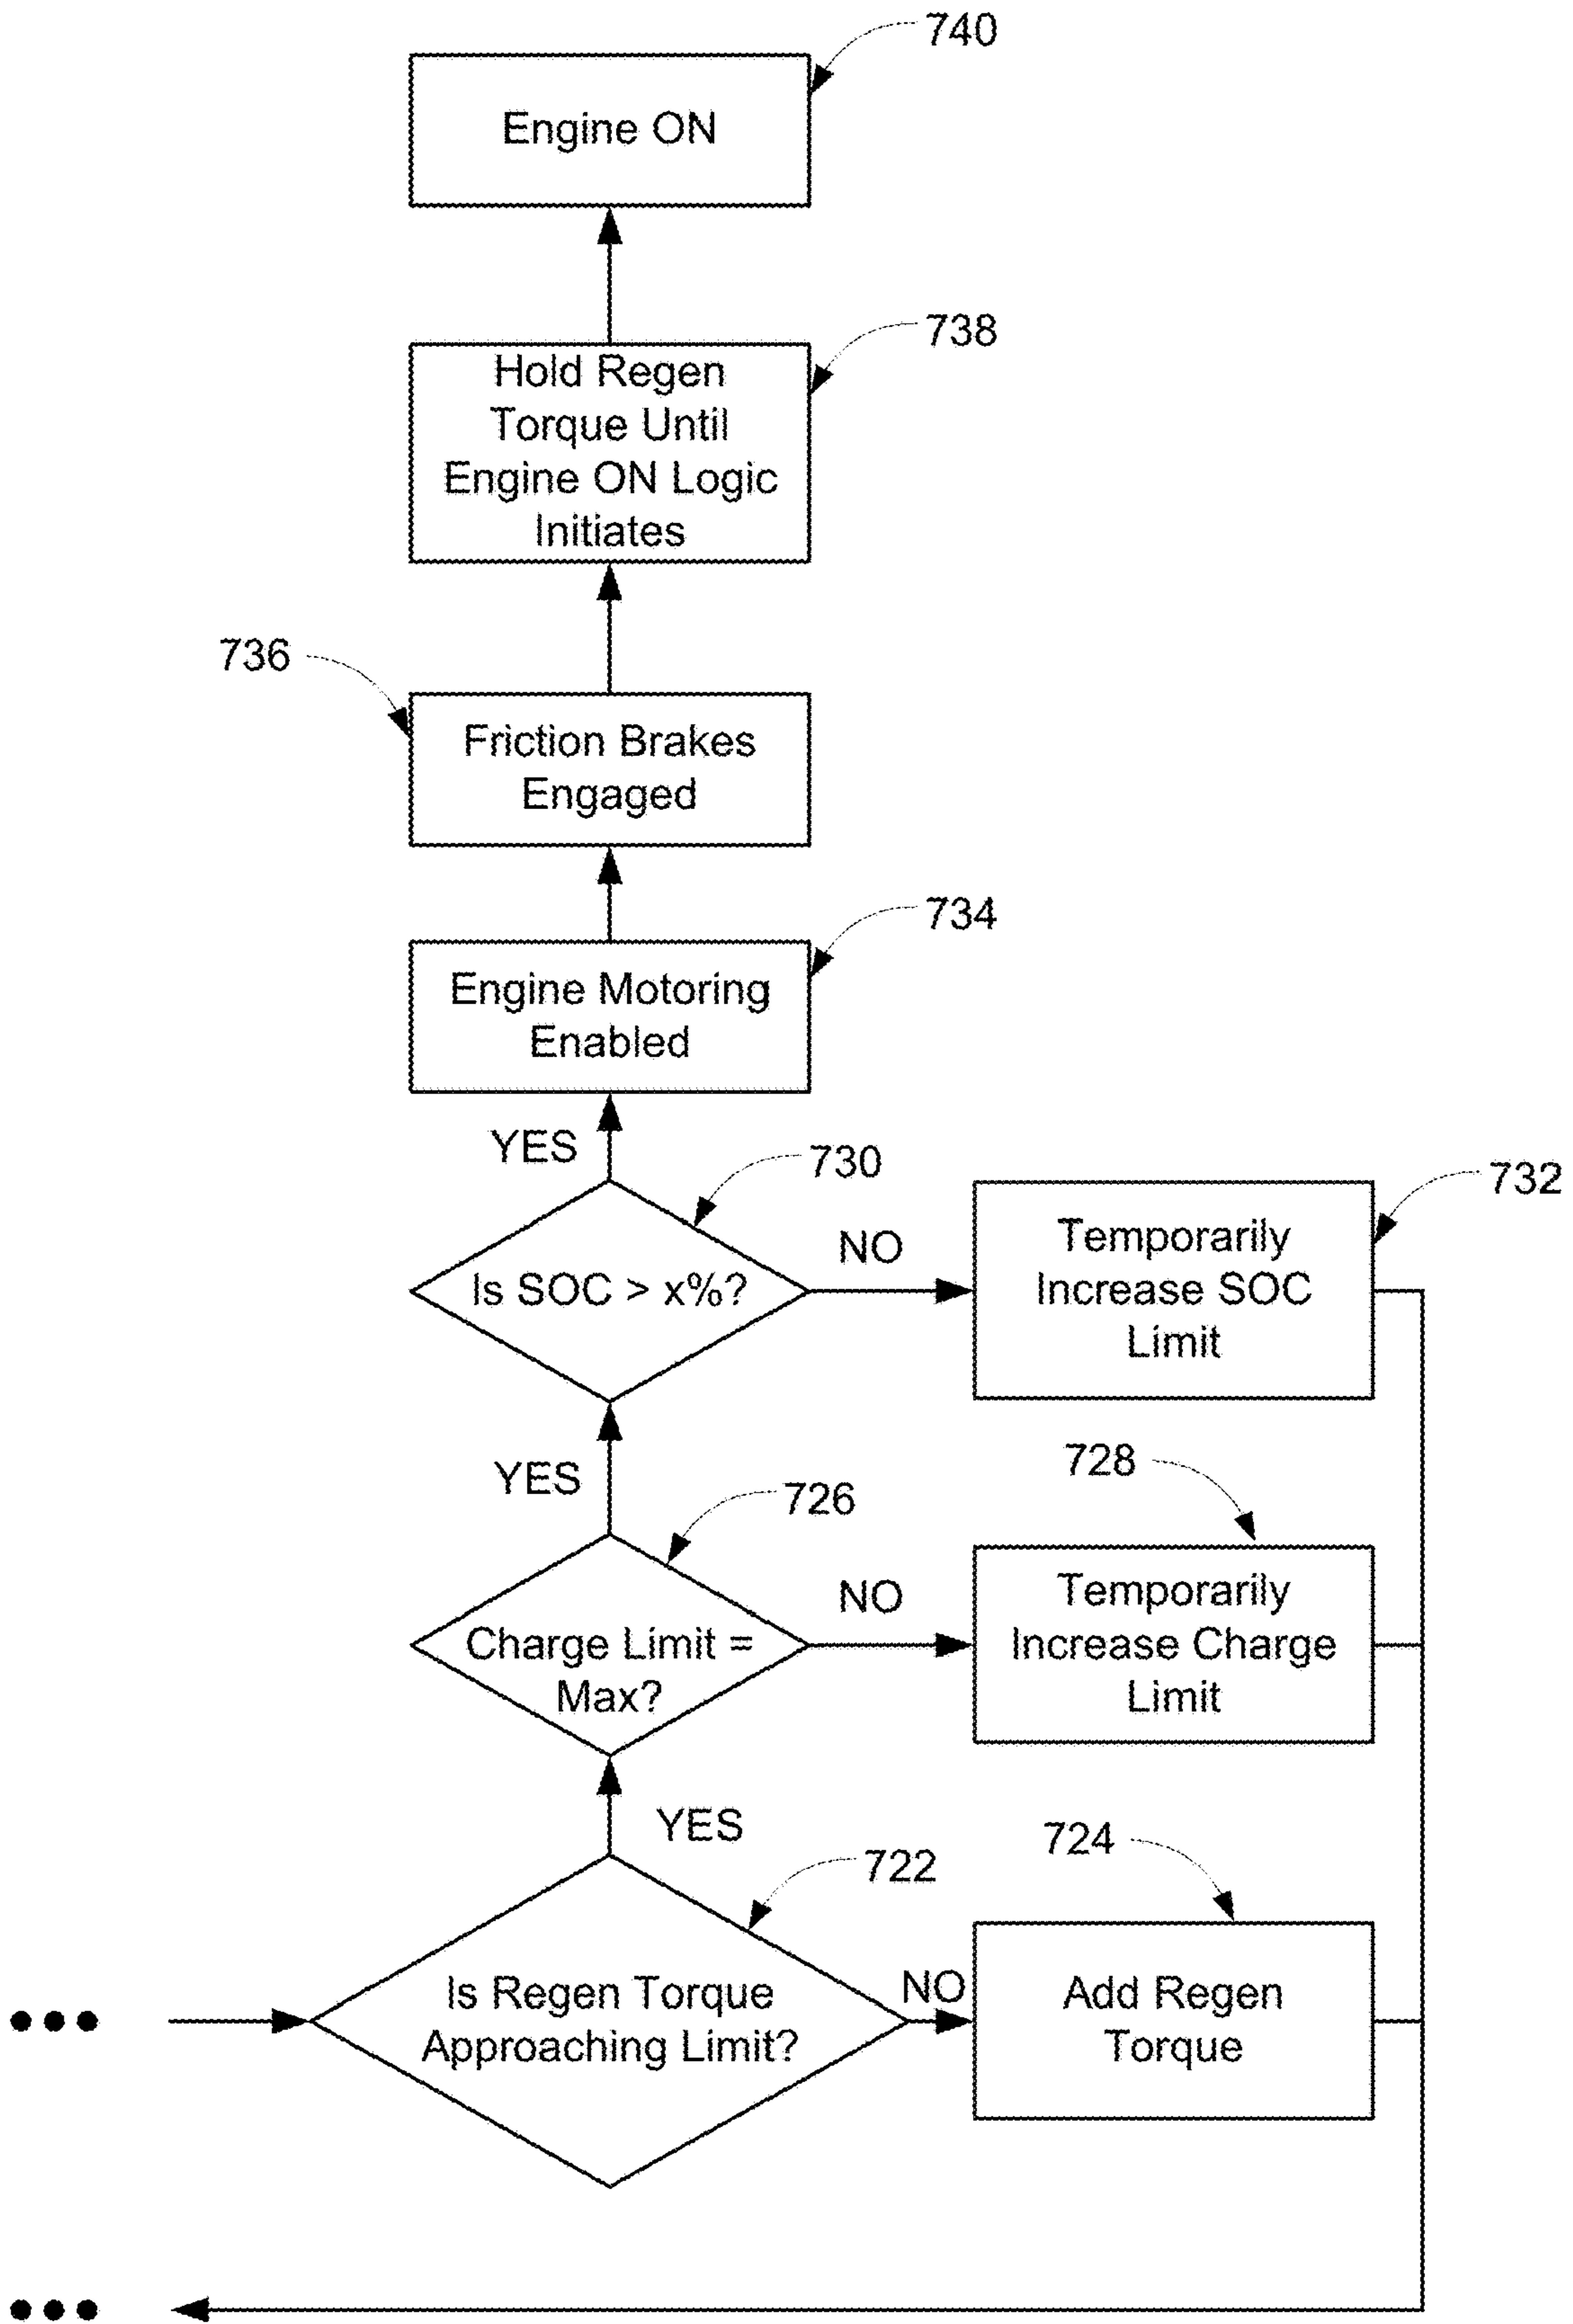 740
Engine ON
738
Hold Regen
Torque Until
Engine ON Logic
Initiates
736
Friction Brakes
Engaged
734
Engine Motoring
Enabled
YES
730
732
Is SOC > x%?
NO
Temporarily
Increase SOC
Limit
YES
726
728
Charge Limit =
Max?
NO
Temporarily
Increase Charge
Limit
YES
722
724
Is Regen Torque
Approaching Limit?
NO
Add Regen
Torque